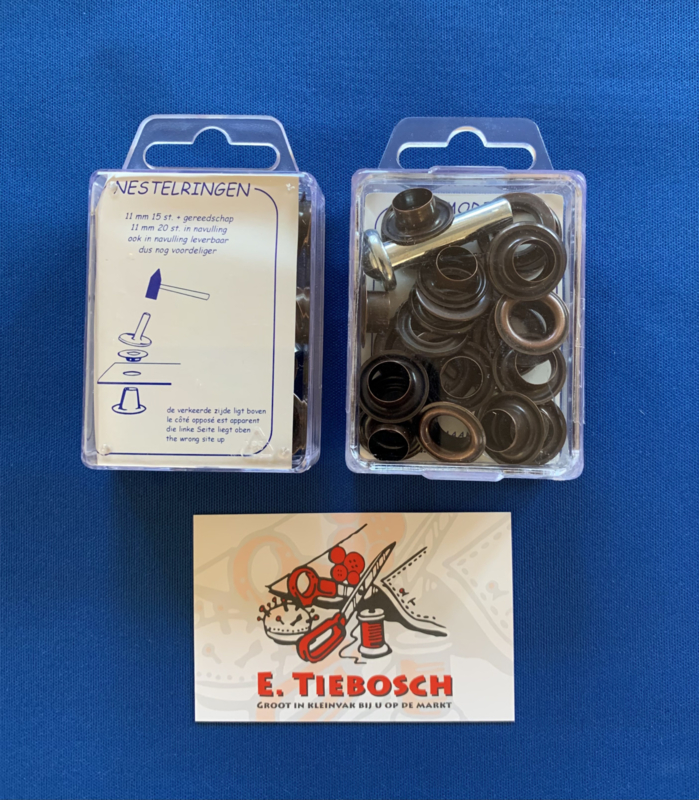 NESTELRINGEN
11 mm 15 st. + gereedschap
11 mm 20 st. in navulling
ook in navulling leverbaar
dus nog voordeliger
de verkeerde zijde ligt boven
le côté opposé est apparent
die linke Seite liegt oben
the wrong site up
E. TIEBOSCH
GROOT IN KLEINVAK BIJ U OP DE MARKT